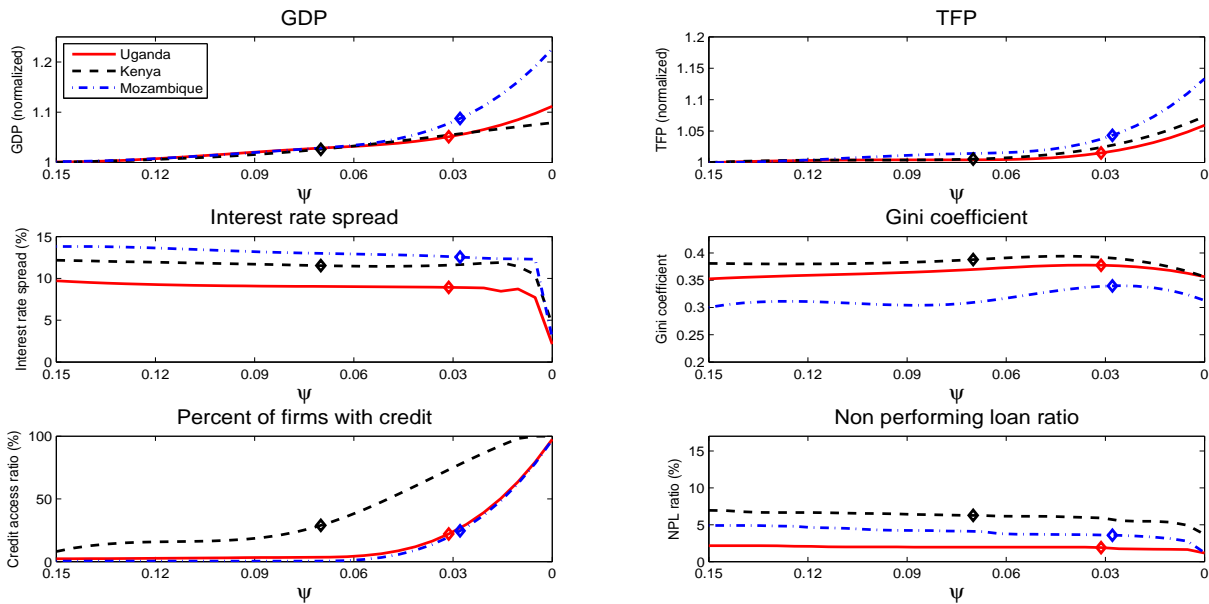 GDP
GDP (normalized)
1.2
1.1
1
Uganda
Kenya
Mozambique
0.15 0.12 0.09 0.06 0.03 0
ψ
TFP
TFP (normalized)
1.2
1.15
1.1
1.05
1
0.15 0.12 0.09 0.06 0.03 0
ψ
Interest rate spread
Interest rate spread (%)
15
10
5
0
0.15 0.12 0.09 0.06 0.03 0
ψ
Gini coefficient
Gini coefficient
0.4
0.35
0.3
0.25
0.2
0.15 0.12 0.09 0.06 0.03 0
ψ
Percent of firms with credit
Credit access ratio (%)
100
50
0
0.15 0.12 0.09 0.06 0.03 0
ψ
Non performing loan ratio
NPL ratio (%)
15
10
5
0
0.15 0.12 0.09 0.06 0.03 0
ψ